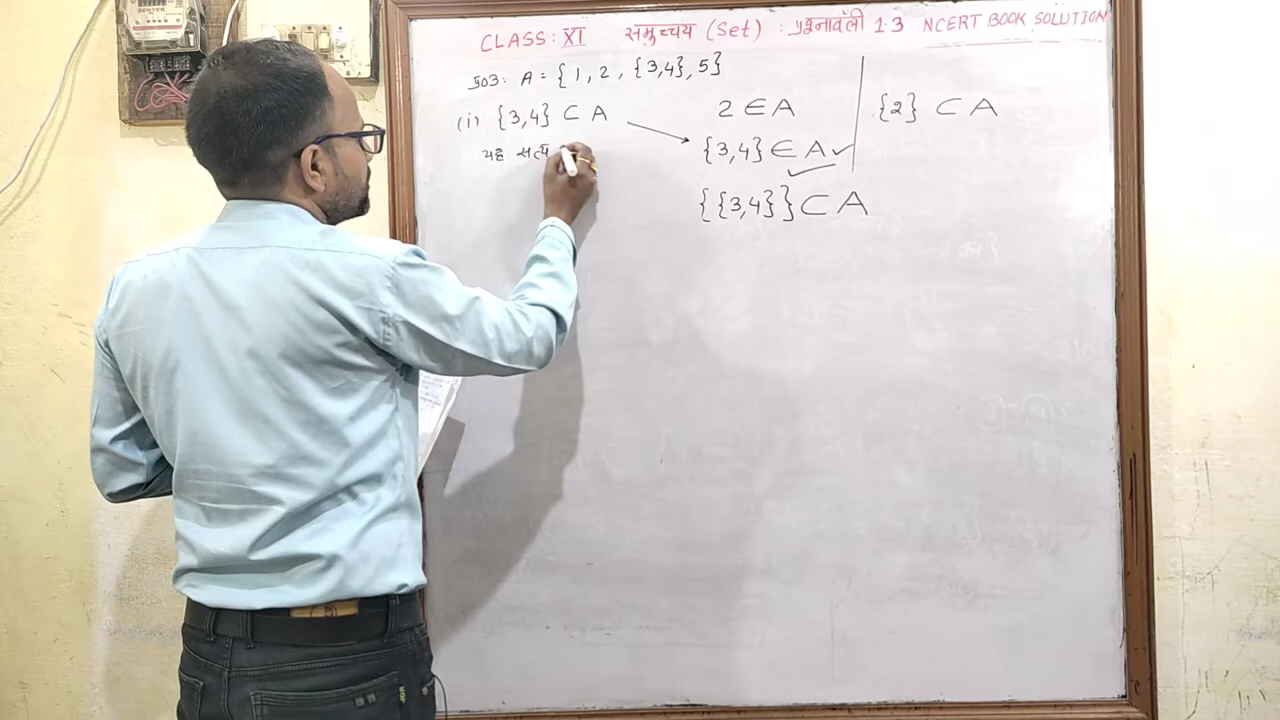 CLASS: XI समुच्चय (Set) : प्रश्नावली 1.3 NCERT BOOK SOLUTION
प्र03: A = { 1, 2, {3,4}, 5}
(i) {3,4} ⊂ A
यह सत्य
2 ∈ A
{3,4} ∈ A ✓
{{3,4}} ⊂ A
{2} ⊂ A